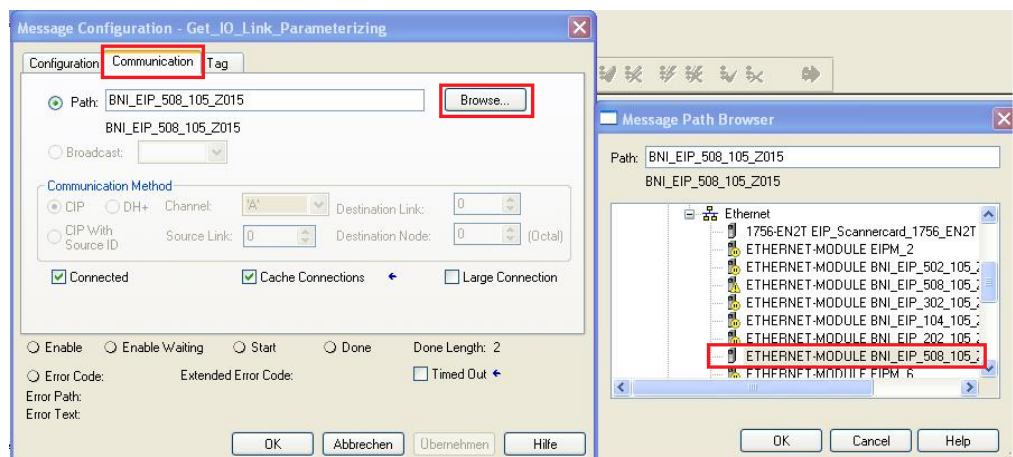 Message Configuration - Get_IO_Link_Parameterizing
Configuration Communication Tag
Path: BNI_EIP_508_105_Z015 Browse...
BNI_EIP_508_105_Z015
Broadcast:
Communication Method
CIP DH+ Channel: 'A' Destination Link: 0
CIP With Source ID Source Link: 0 Destination Node: 0 (Octal)
Connected Cache Connections Large Connection
Enable Enable Waiting Start Done Done Length: 2
Error Code: Extended Error Code: Timed Out
Error Path:
Error Text:
OK Abbrechen Übernehmen Hilfe
Message Path Browser
Path: BNI_EIP_508_105_Z015
BNI_EIP_508_105_Z015
Ethernet
1756-EN2T EIP_Scannercard_1756_EN2T
ETHERNET-MODULE EIPM_2
ETHERNET-MODULE BNI_EIP_502_105_
ETHERNET-MODULE BNI_EIP_508_105_
ETHERNET-MODULE BNI_EIP_302_105_
ETHERNET-MODULE BNI_EIP_104_105_
ETHERNET-MODULE BNI_EIP_202_105_
ETHERNET-MODULE BNI_EIP_508_105_
ETHERNET-MODULE EIPM_6
OK Cancel Help